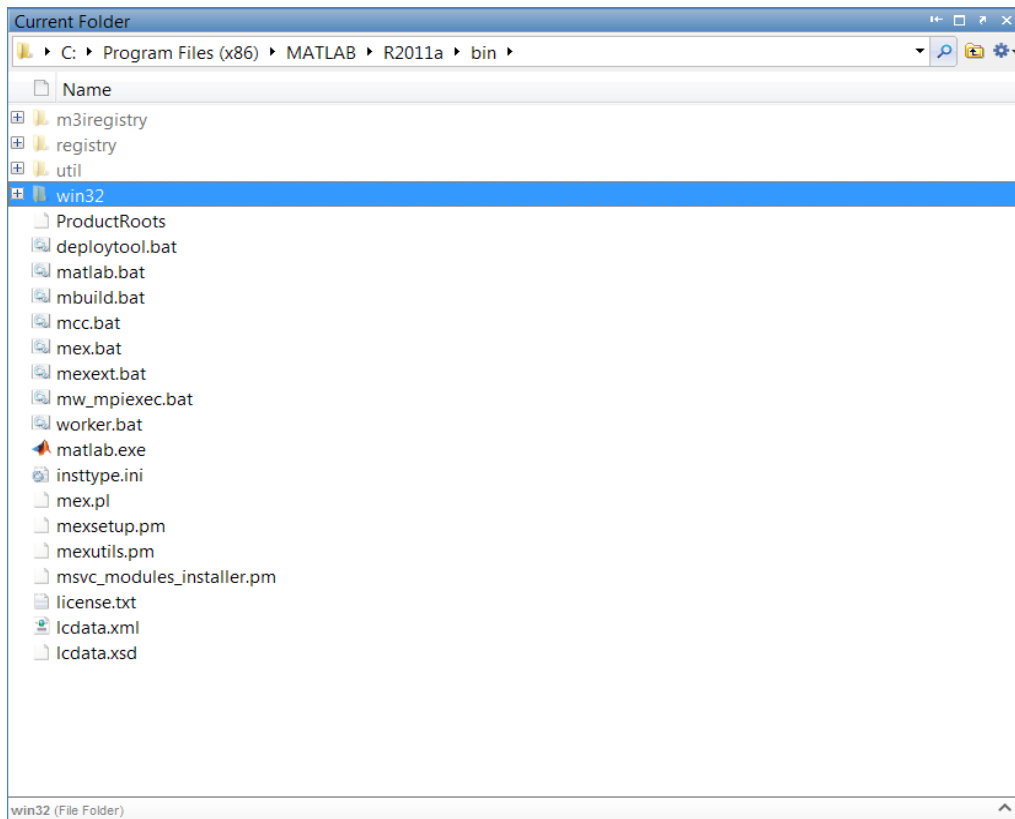 Current Folder
C: Program Files (x86) MATLAB R2011a bin
Name
m3iregistry
registry
util
win32
ProductRoots
deploytool.bat
matlab.bat
mbuild.bat
mcc.bat
mex.bat
mexext.bat
mw_mpiexec.bat
worker.bat
matlab.exe
insttype.ini
mex.pl
mexsetup.pm
mexutils.pm
msvc_modules_installer.pm
license.txt
lcdata.xml
lcdata.xsd
win32 (File Folder)